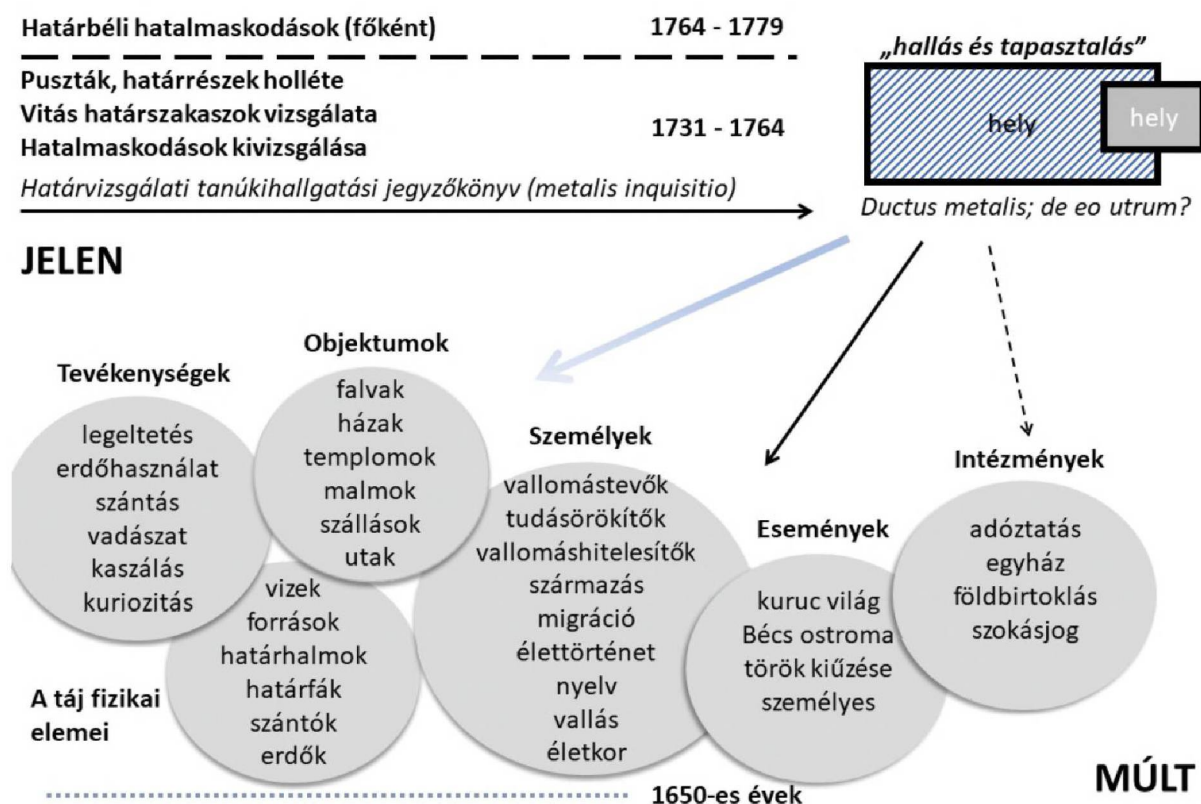 Határbéli hatalmaskodások (főként) 1764 - 1779
Puszták, határrészek holléte
Vitás határszakaszok vizsgálata
Hatalmaskodások kivizsgálása
1731 - 1764
Határvizsgálati tanúkihallgatási jegyzőkönyv (metalis inquisitio)
„hallás és tapasztalás”
hely
hely
Ductus metalis; de eo utrum?
JELEN
Tevékenységek
legeltetés
erdőhasználat
szántás
vadászat
kaszálás
kuriozitás
Objektumok
falvak
házak
templomok
malmok
szállások
utak
A táj fizikai
elemei
vizek
források
határhalmok
határfák
szántók
erdők
Személyek
vallomástevők
tudásörökítők
vallomáshitelesítők
származás
migráció
élettörténet
nyelv
vallás
életkor
Események
kuruc világ
Bécs ostroma
török kiűzése
személyes
Intézmények
adóztatás
egyház
földbirtoklás
szokásjog
1650-es évek
MÚLT